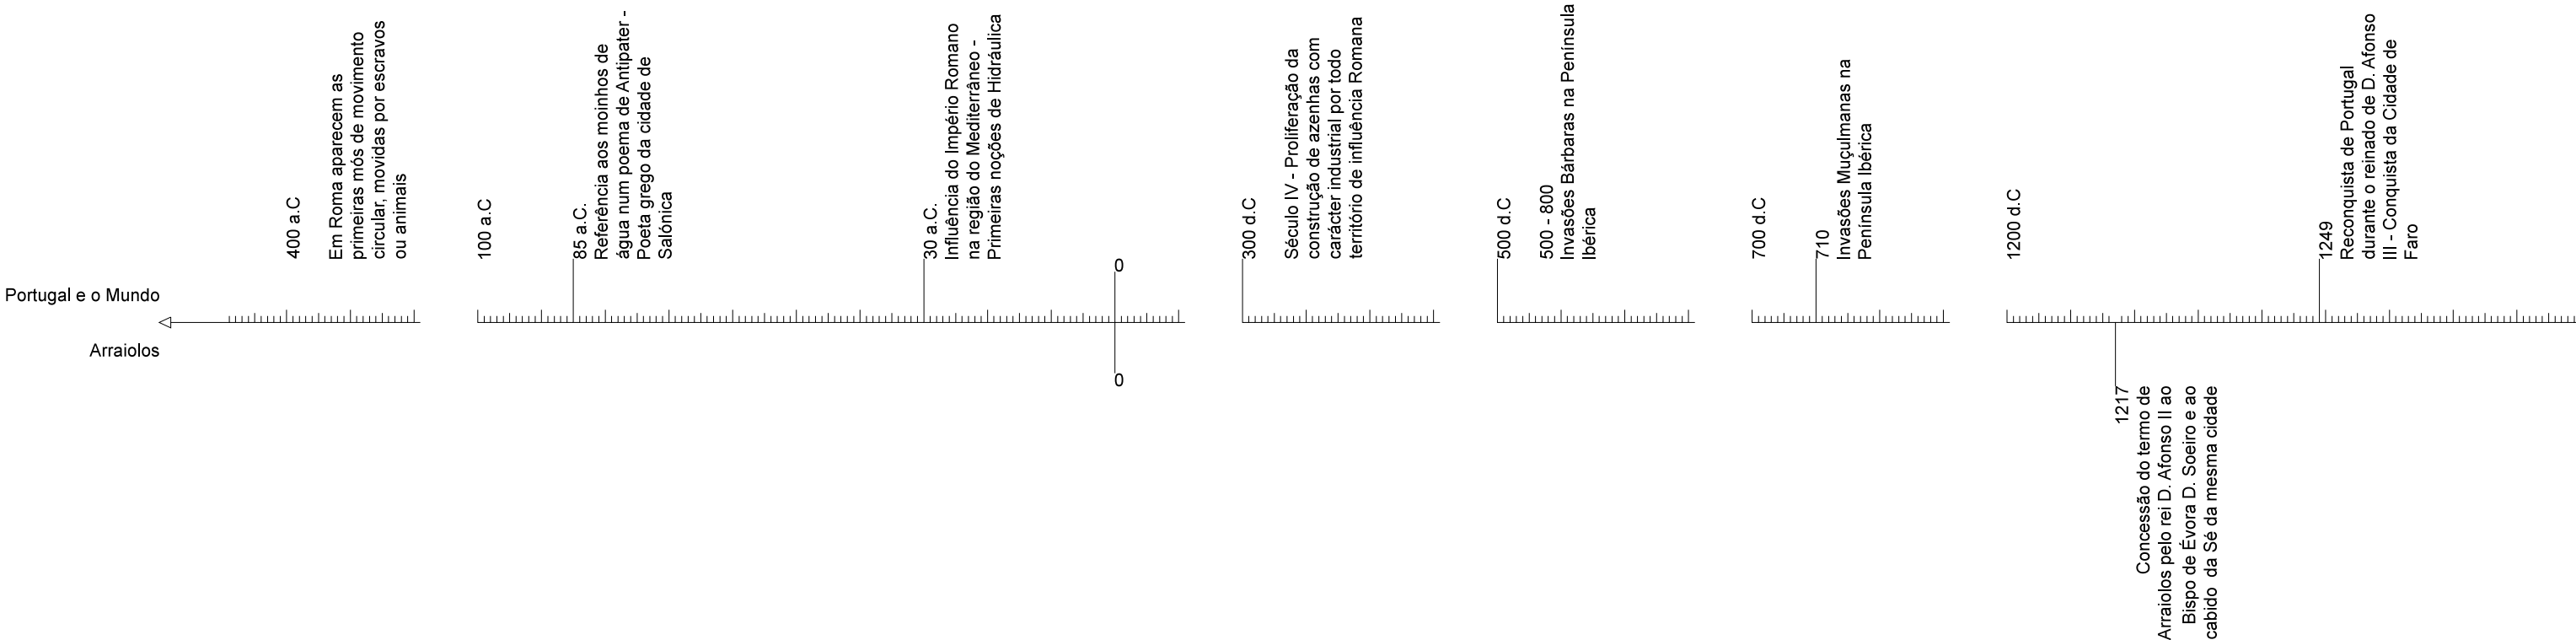 Portugal e o Mundo
Arraiolos
400 a.C
Em Roma aparecem as
primeiras mós de movimento
circular, movidas por escravos
ou animais
100 a.C
85 a.C.
Referência aos moinhos de
água num poema de Antipater -
Poeta grego da cidade de
Salónica
30 a.C.
Influência do Império Romano
na região do Mediterrâneo -
Primeiras noções de Hidráulica
0
0
300 d.C
Século IV - Proliferação da
construção de azenhas com
carácter industrial por todo
território de influência Romana
500 d.C
500 - 800
Invasões Bárbaras na Península
Ibérica
700 d.C
710
Invasões Muçulmanas na
Península Ibérica
1200 d.C
1217
Concessão do termo de
Arraiolos pelo rei D. Afonso II ao
Bispo de Évora D. Soeiro e ao
cabido da Sé da mesma cidade
1249
Reconquista de Portugal
durante o reinado de D. Afonso
III - Conquista da Cidade de
Faro